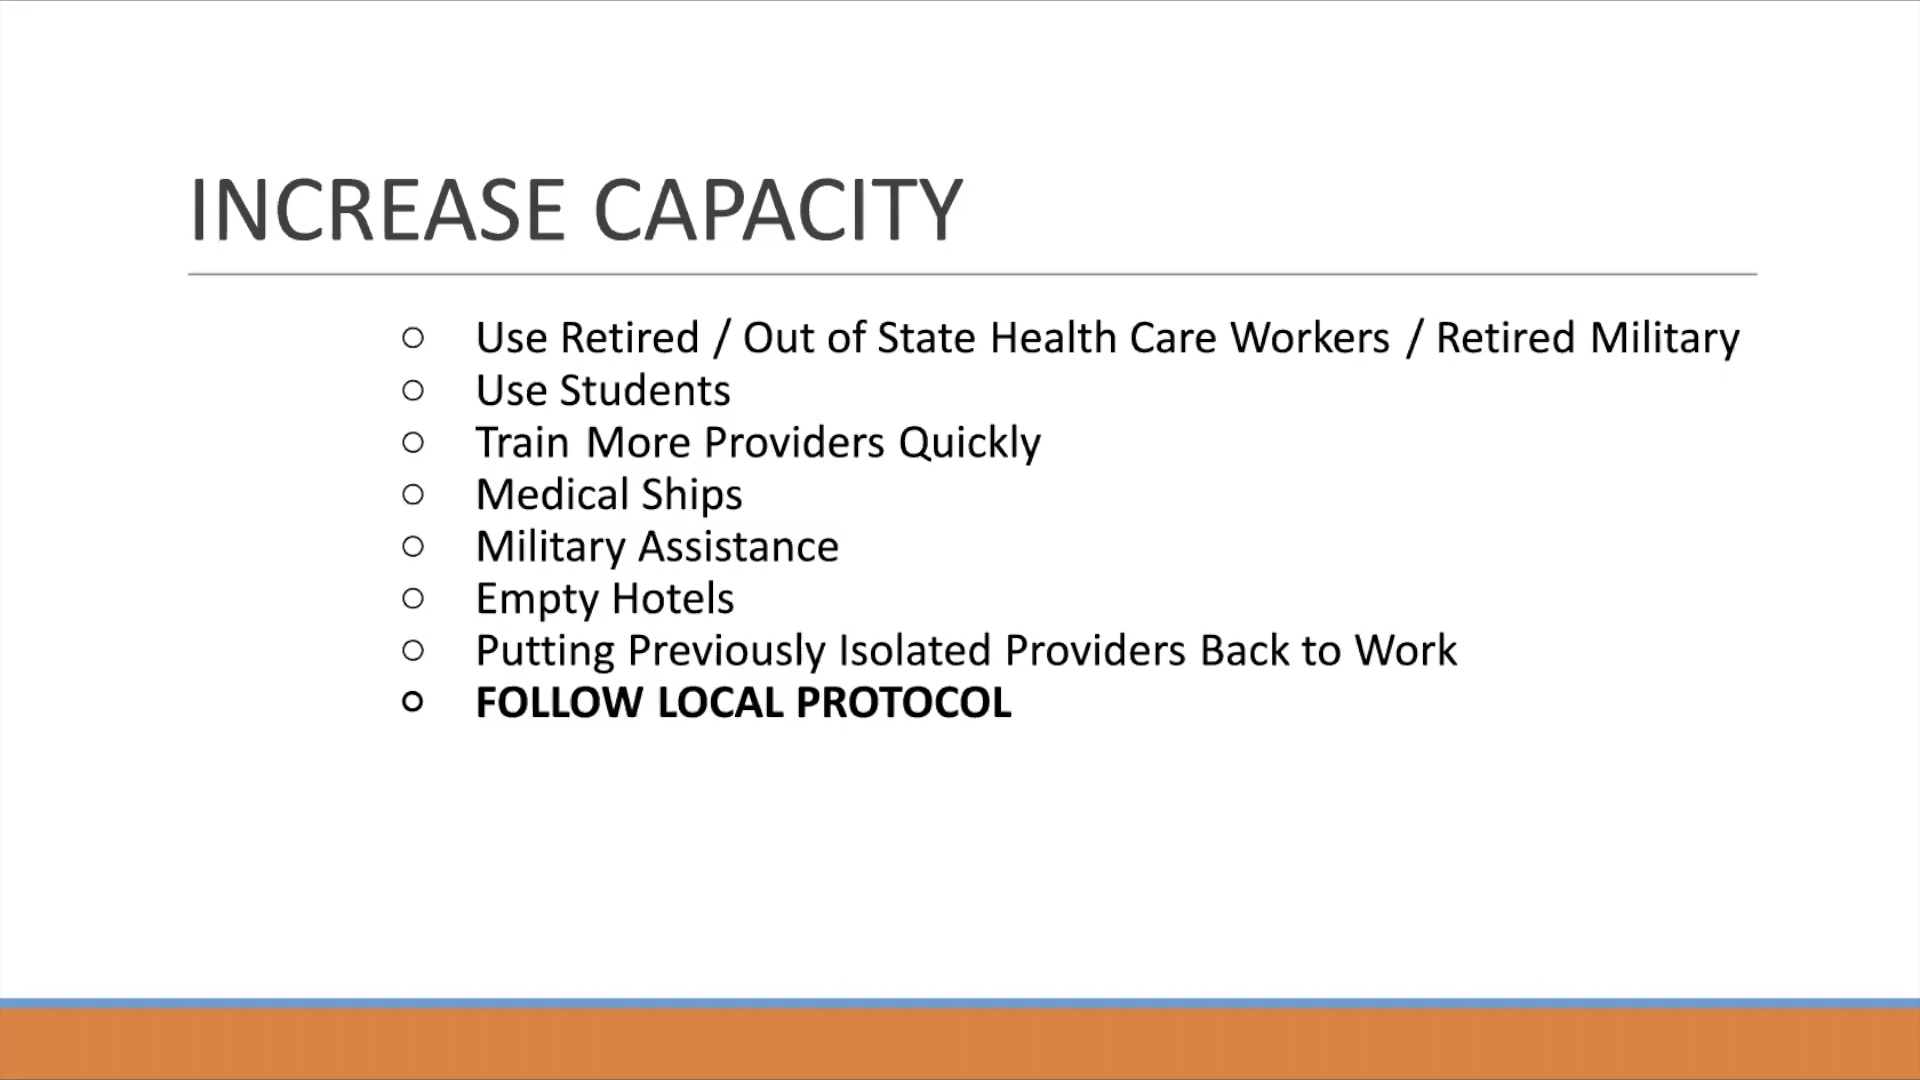 INCREASE CAPACITY
Use Retired / Out of State Health Care Workers / Retired Military
Use Students
Train More Providers Quickly
Medical Ships
Military Assistance
Empty Hotels
Putting Previously Isolated Providers Back to Work
FOLLOW LOCAL PROTOCOL